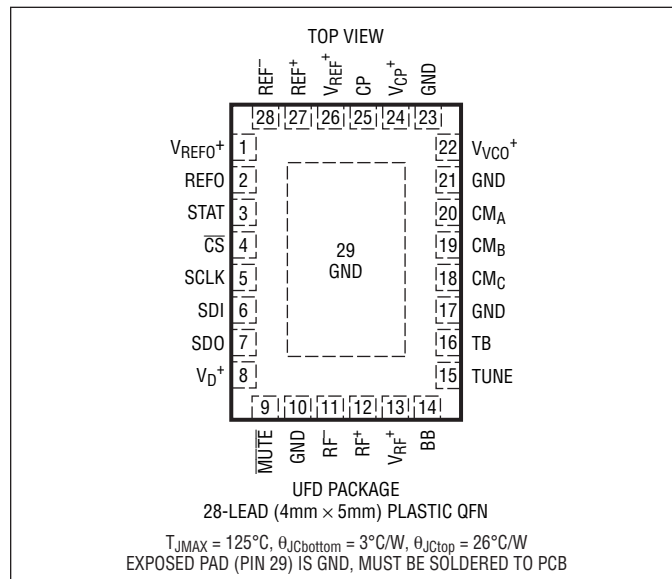 TOP VIEW
REF⁻ REF⁺ V_REF⁺ CP V_CP⁺ GND
28 27 26 25 24 23
V_REFO⁺ 1 22 V_VCO⁺
REFO 2 21 GND
STAT 3 20 CM_A
C̅S̅ 4 19 CM_B
29
GND
SCLK 5 18 CM_C
SDI 6 17 GND
SDO 7 16 TB
V_D⁺ 8 15 TUNE
9 10 11 12 13 14
M̅U̅T̅E̅ GND RF⁻ RF⁺ V_RF⁺ BB
UFD PACKAGE
28-LEAD (4mm × 5mm) PLASTIC QFN
T_JMAX = 125°C, θ_JCbottom = 3°C/W, θ_JCtop = 26°C/W
EXPOSED PAD (PIN 29) IS GND, MUST BE SOLDERED TO PCB